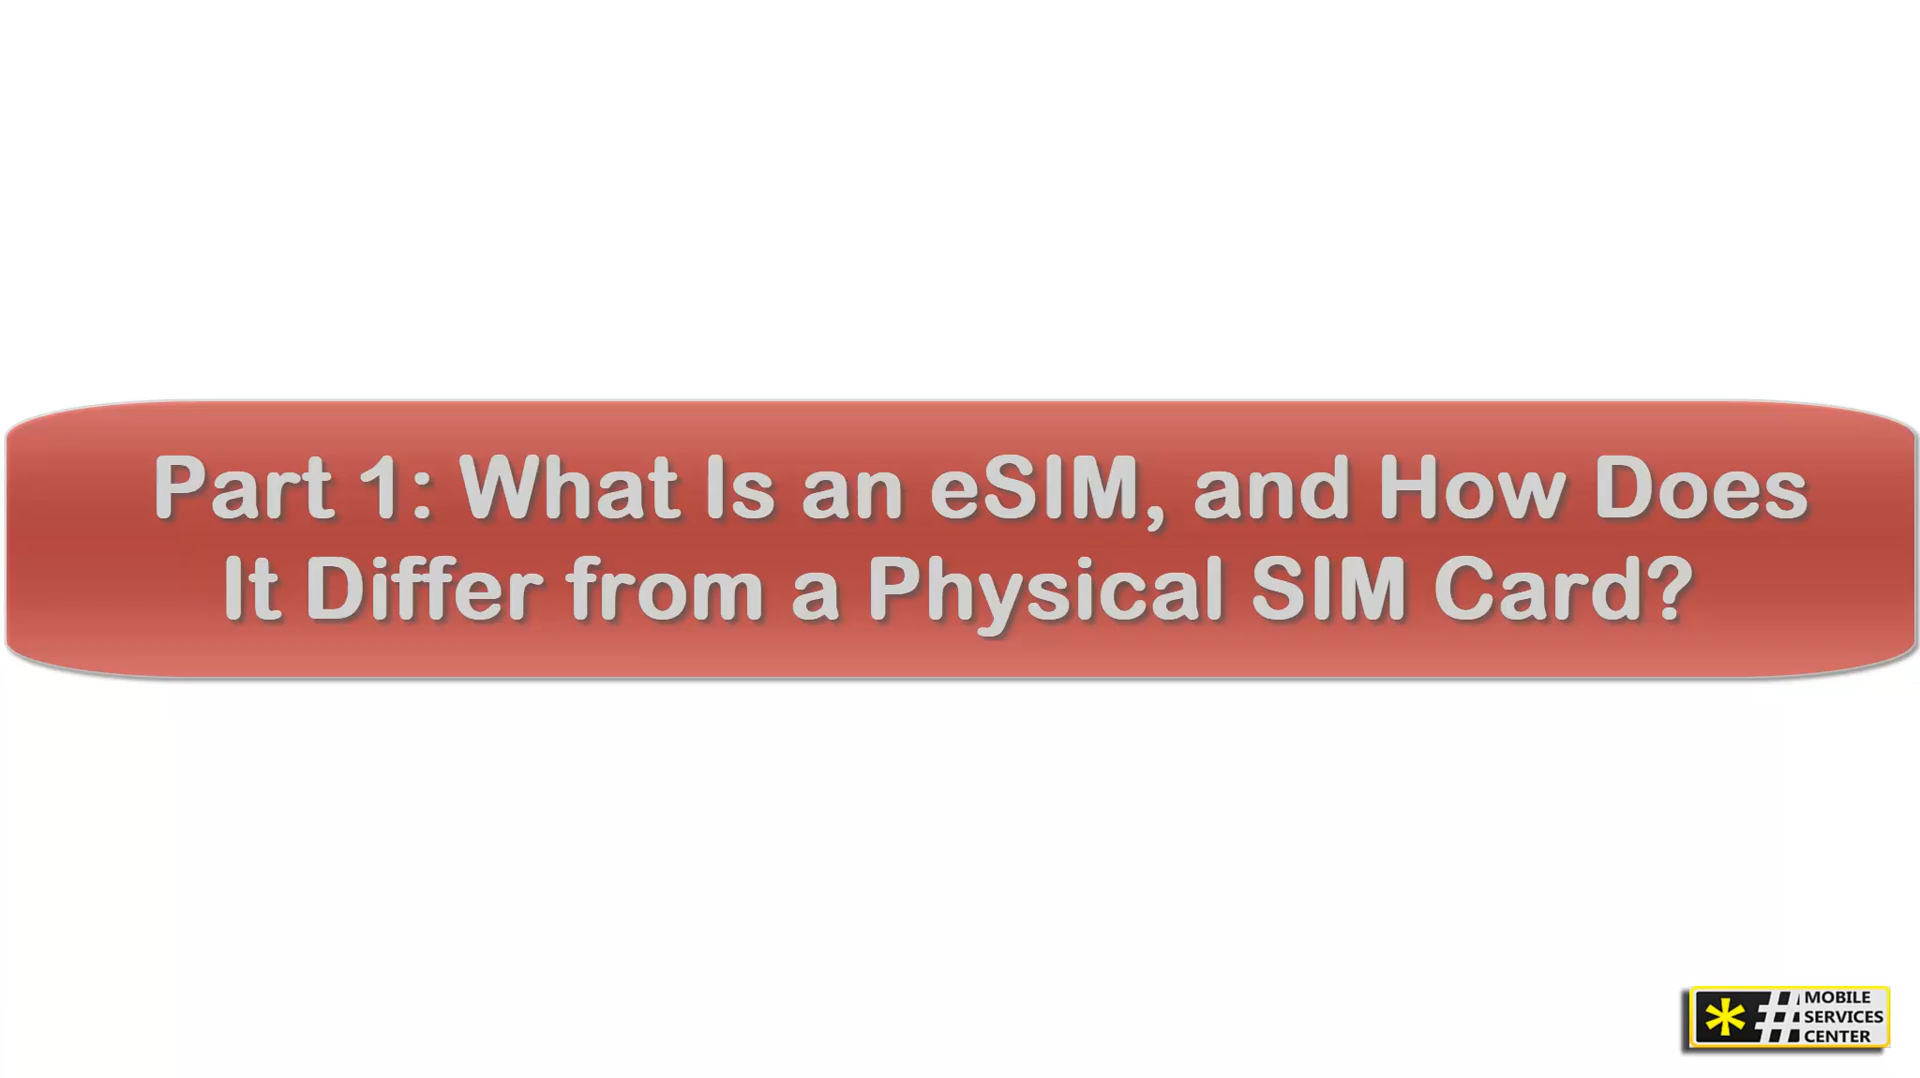 Part 1: What Is an eSIM, and How Does
It Differ from a Physical SIM Card?
*# MOBILE
SERVICES
CENTER